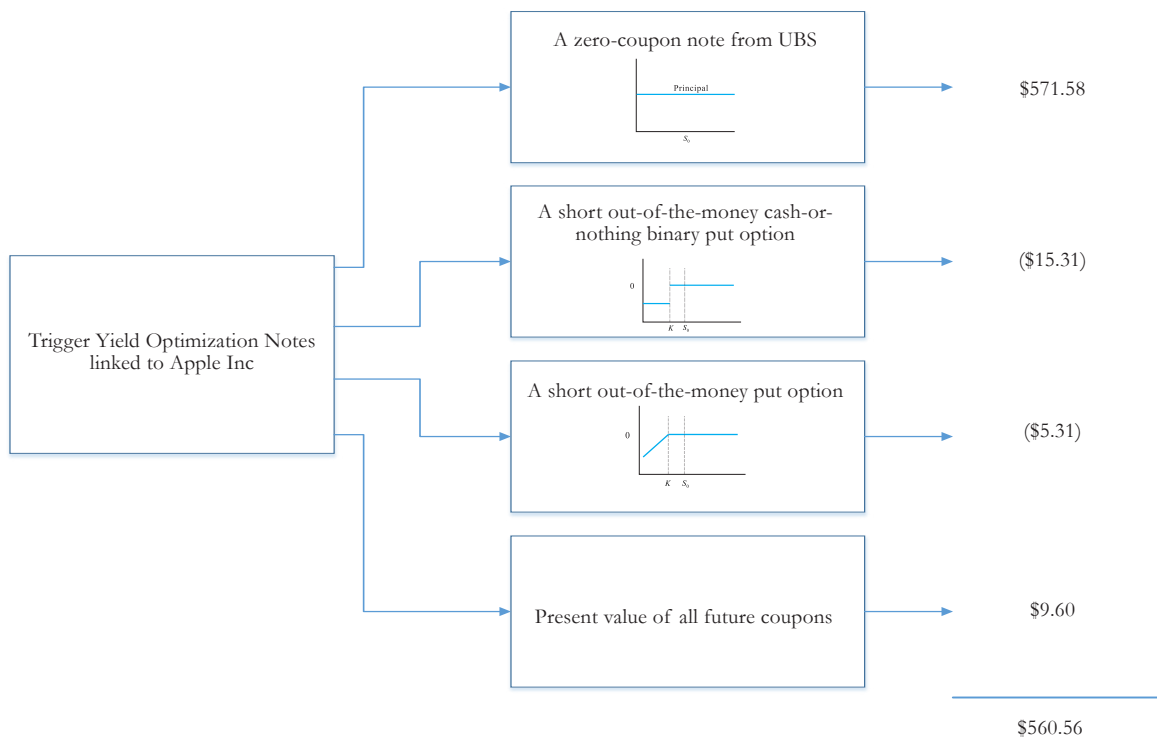 A zero-coupon note from UBS
Principal
S₀
$571.58
A short out-of-the-money cash-or-
nothing binary put option
0
K S₀
($15.31)
Trigger Yield Optimization Notes
linked to Apple Inc
A short out-of-the-money put option
0
K S₀
($5.31)
Present value of all future coupons
$9.60
$560.56